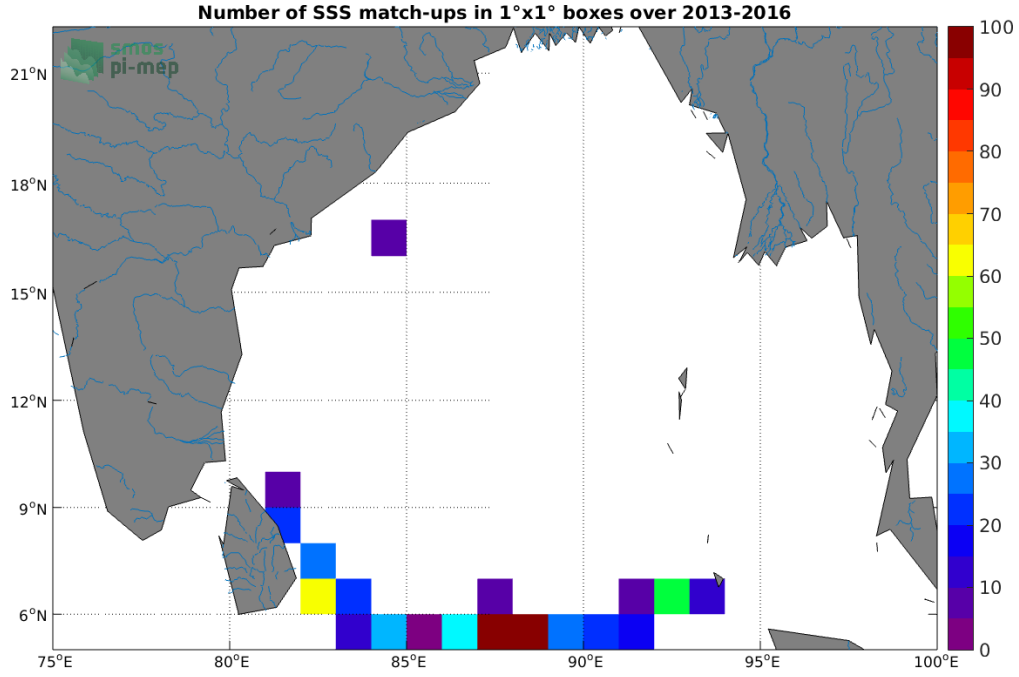 Number of SSS match-ups in 1°x1° boxes over 2013-2016
smos
pi-mep
21°N
18°N
15°N
12°N
9°N
6°N
75°E
80°E
85°E
90°E
95°E
100°E
100
90
80
70
60
50
40
30
20
10
0